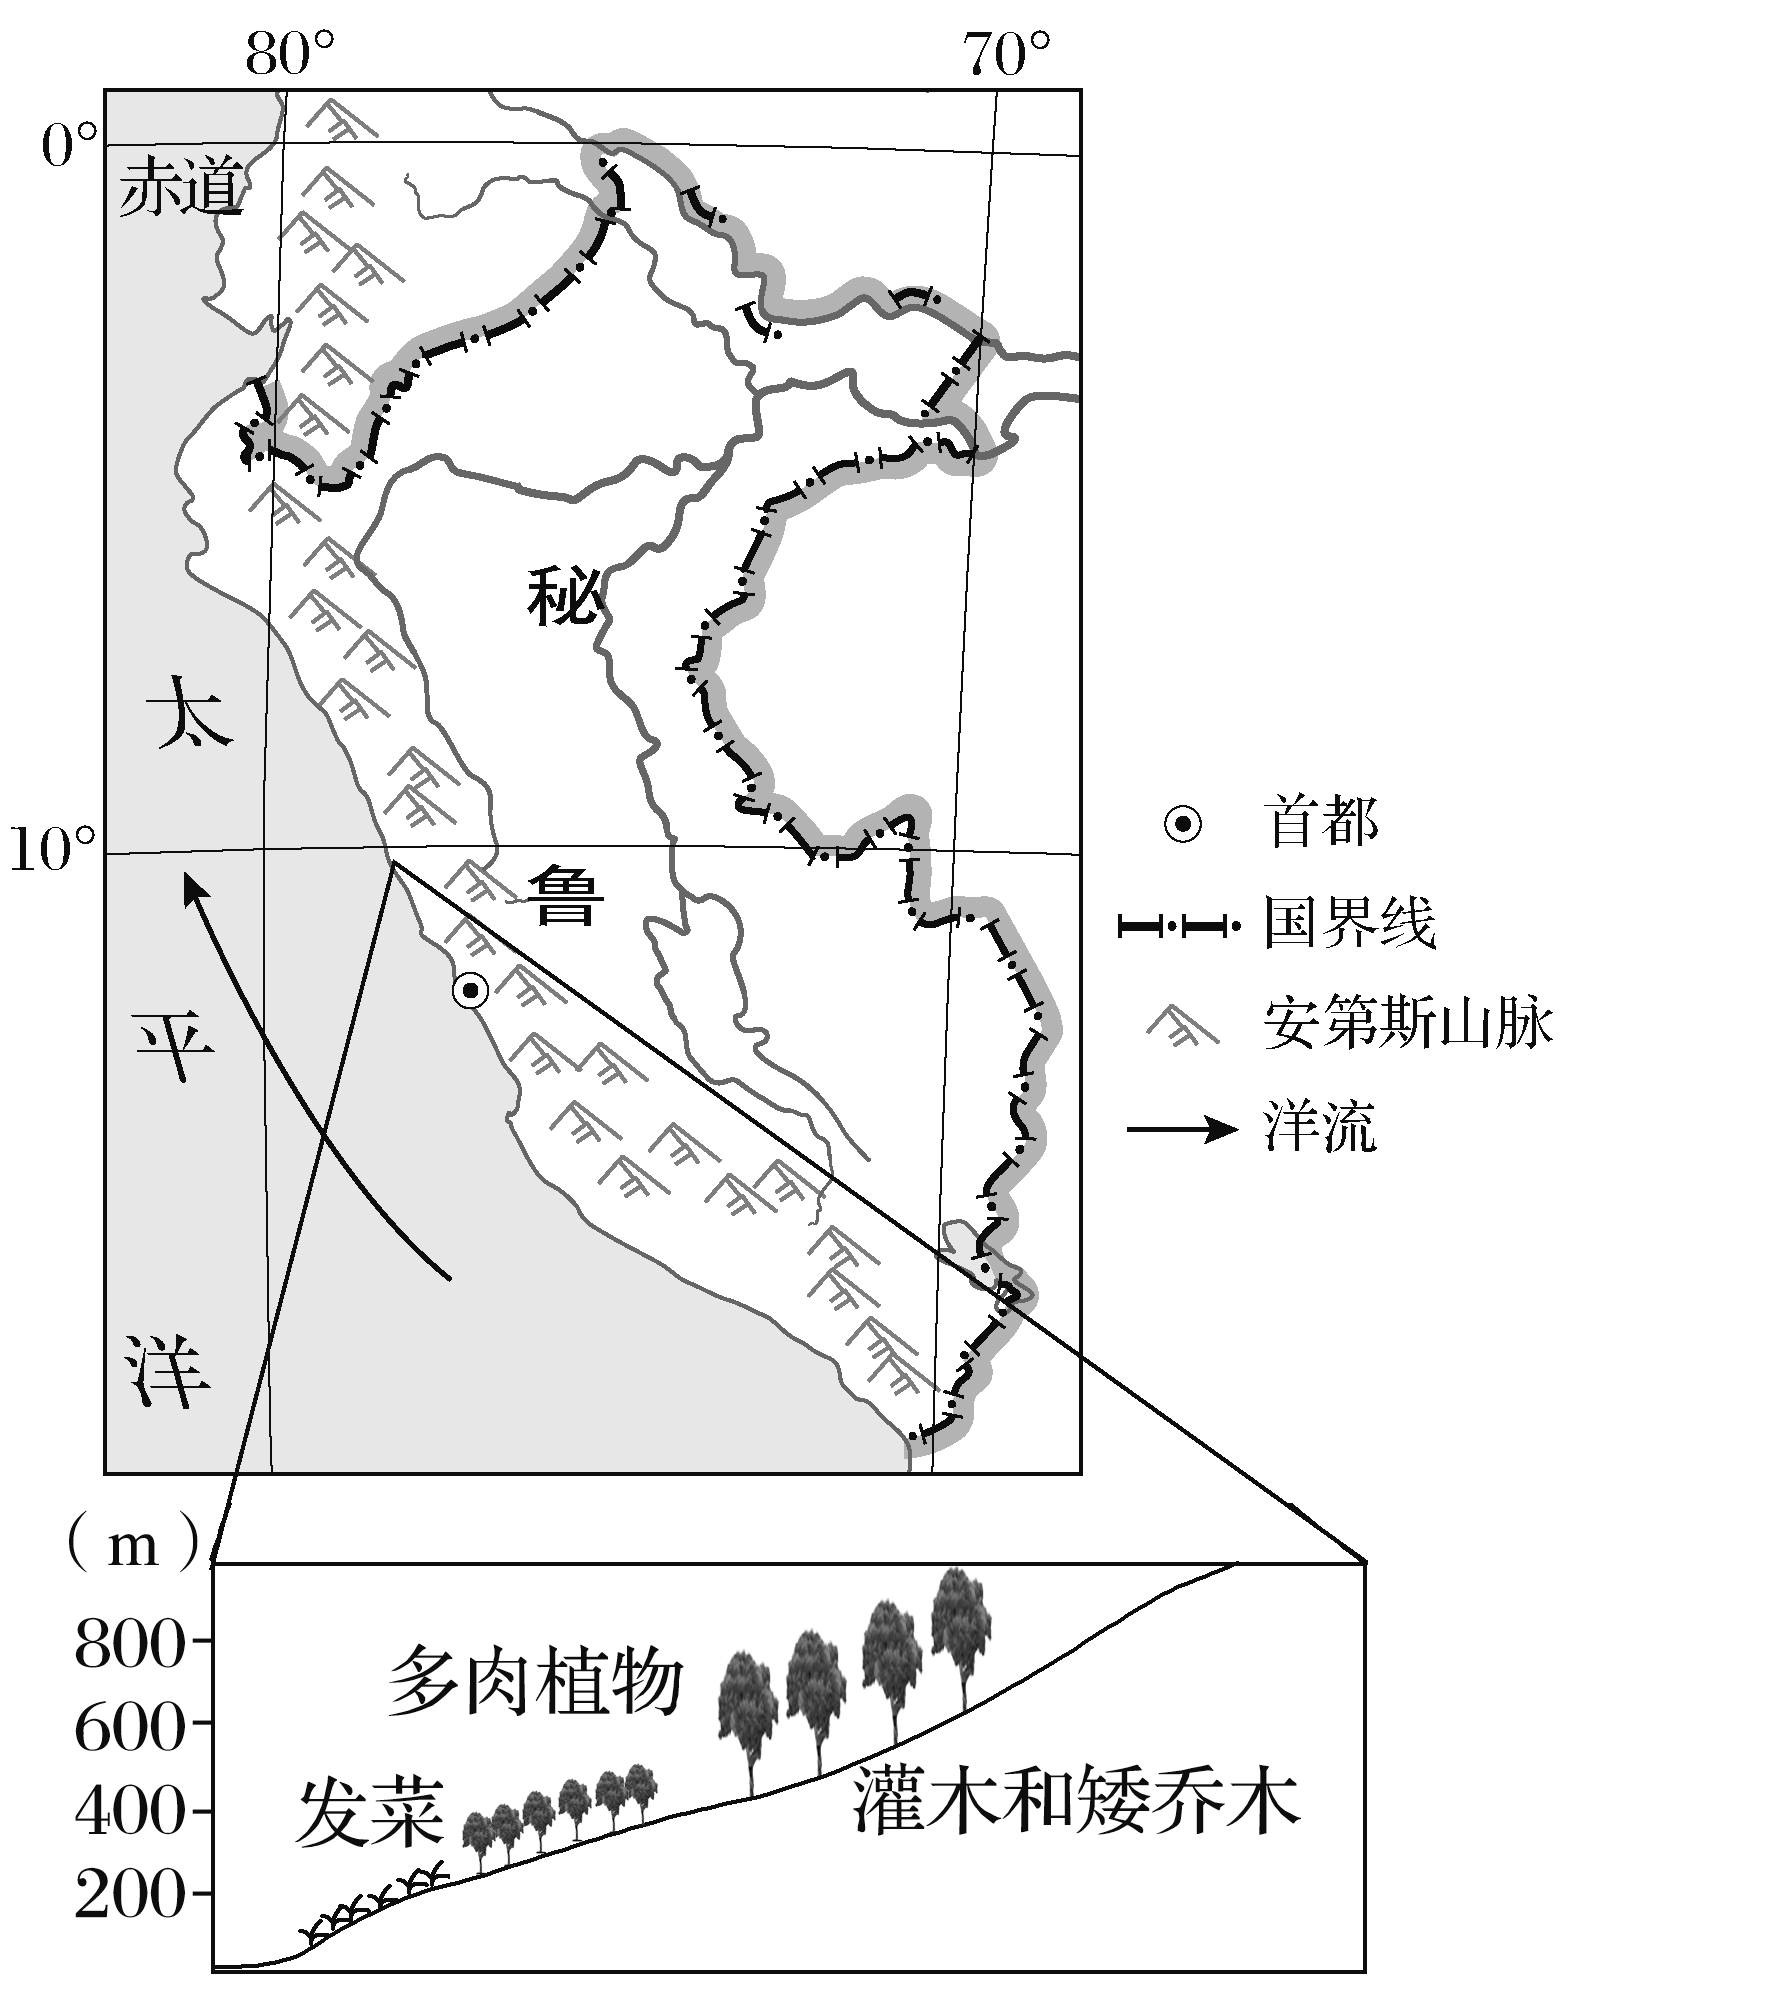 80°
70°
0°
赤道
秘
太
10°
鲁
平
洋
首都
国界线
安第斯山脉
洋流
(m)
800
600
400
200
多肉植物
发菜
灌木和矮乔木